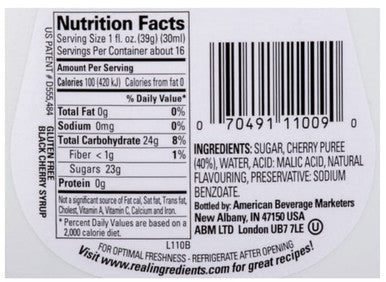 Nutrition Facts
Serving Size 1 fl. oz. (39g) (30ml)
Servings Per Container about 16
Amount Per Serving
Calories 100 (420 kJ) Calories from fat 0
% Daily Value*
Total Fat 0g 0%
Sodium 0mg 0%
Total Carbohydrate 24g 8%
Fiber < 1g 1%
Sugars 23g
Protein 0g
Not a significant source of Fat cal, Sat fat, Trans fat,
Cholest, Vitamin A, Vitamin C, Calcium and Iron.
* Percent Daily Values are based on a
2,000 calorie diet.
L110B
US PATENT # D555,484
GLUTEN FREE
BLACK CHERRY SYRUP
0 70491 11009 0
INGREDIENTS: SUGAR, CHERRY PUREE
(40%), WATER, ACID: MALIC ACID, NATURAL
FLAVOURING, PRESERVATIVE: SODIUM
BENZOATE.
Bottled by: American Beverage Marketers
New Albany, IN 47150 USA
ABM LTD London UB7 7LE U
FOR OPTIMAL FRESHNESS - REFRIGERATE AFTER OPENING
Visit www.realingredients.com for great recipes!